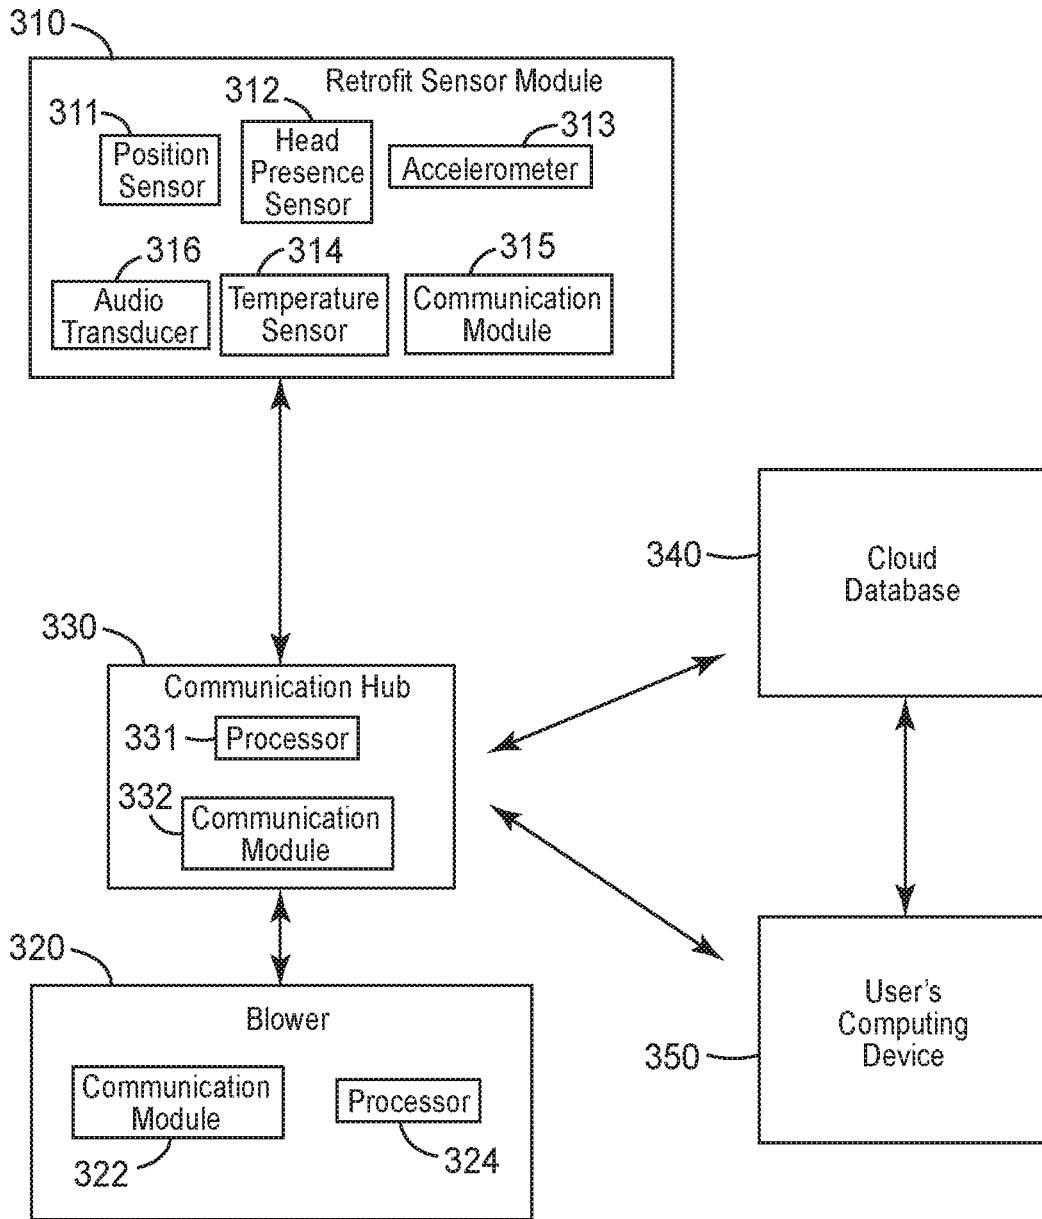 310
Retrofit Sensor Module
311
312
313
Position
Sensor
Head
Presence
Sensor
Accelerometer
316
314
315
Audio
Transducer
Temperature
Sensor
Communication
Module
340
Cloud
Database
330
Communication Hub
331
Processor
332
Communication
Module
320
Blower
Communication
Module
322
Processor
324
350
User's
Computing
Device